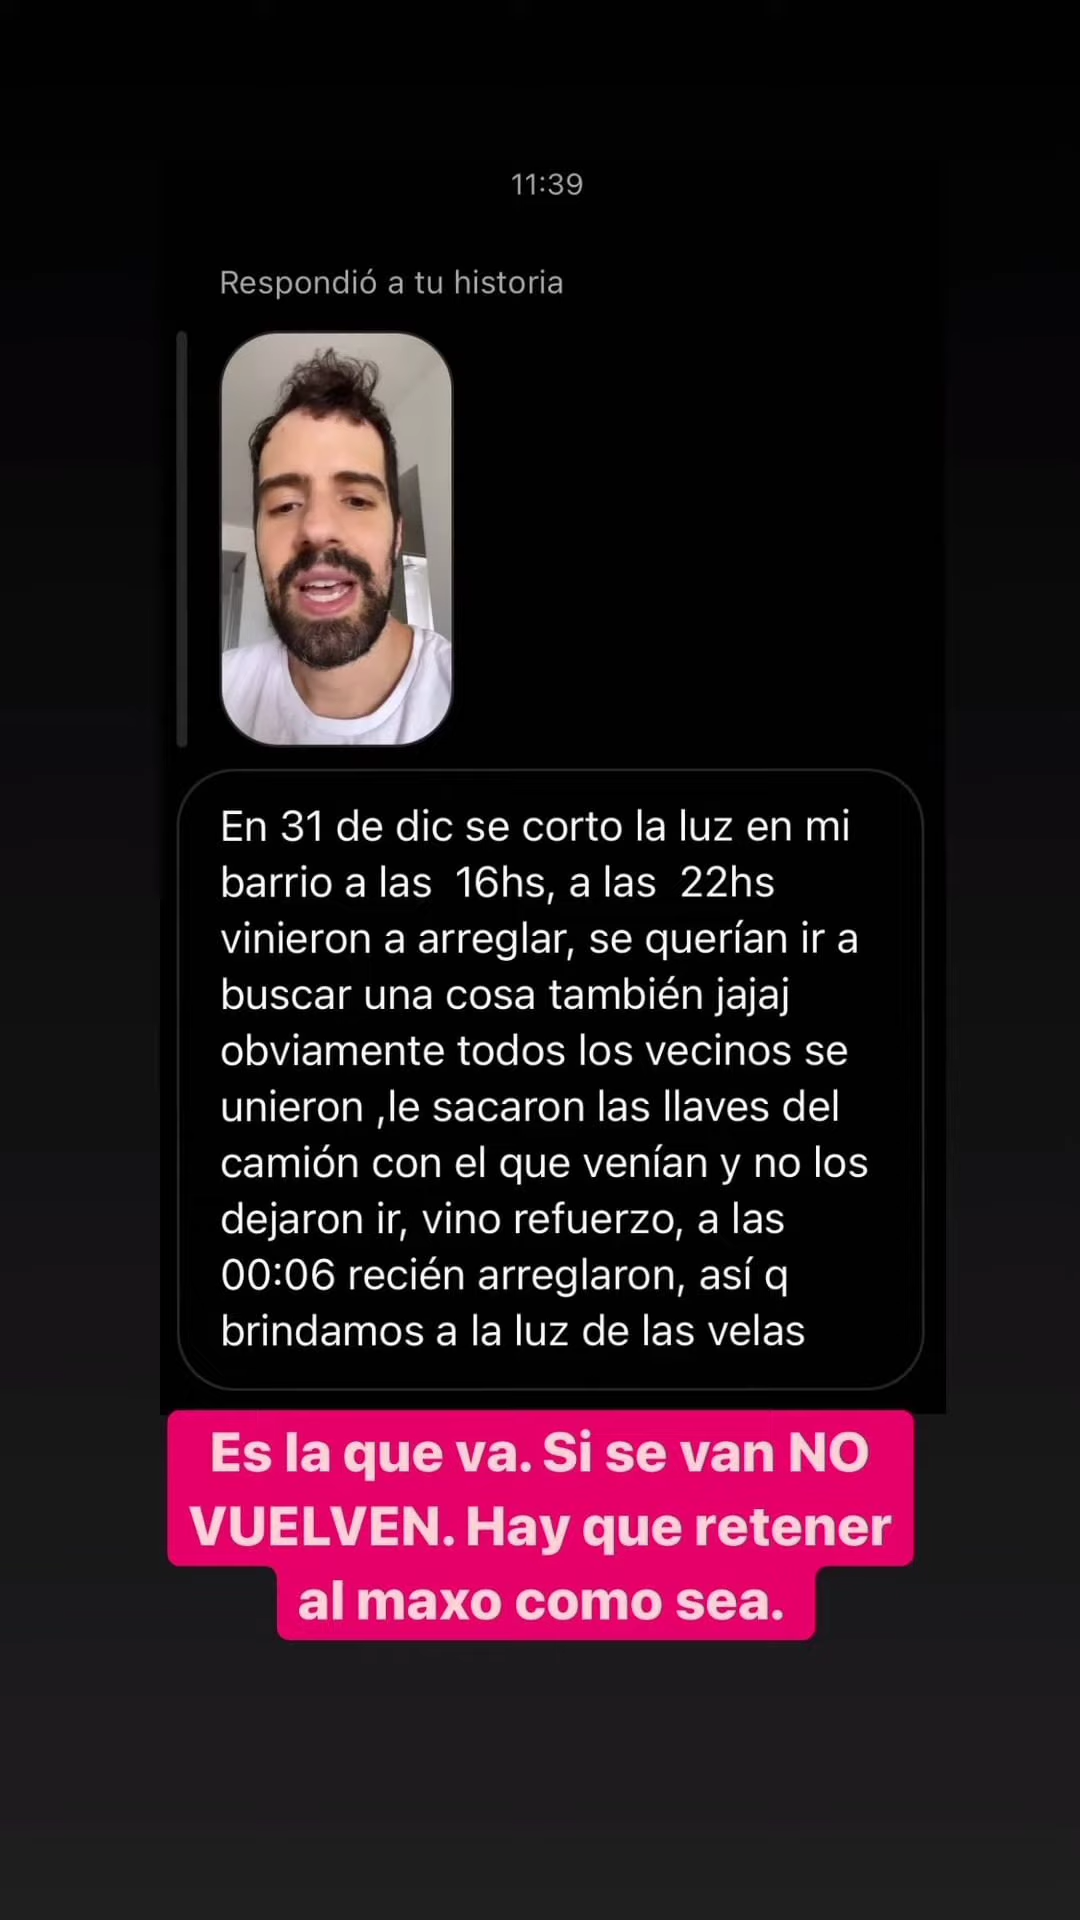 11:39
Respondió a tu historia
En 31 de dic se corto la luz en mi
barrio a las  16hs, a las  22hs
vinieron a arreglar, se querían ir a
buscar una cosa también jajaj
obviamente todos los vecinos se
unieron ,le sacaron las llaves del
camión con el que venían y no los
dejaron ir, vino refuerzo, a las
00:06 recién arreglaron, así q
brindamos a la luz de las velas
Es la que va. Si se van NO
VUELVEN. Hay que retener
al maxo como sea.